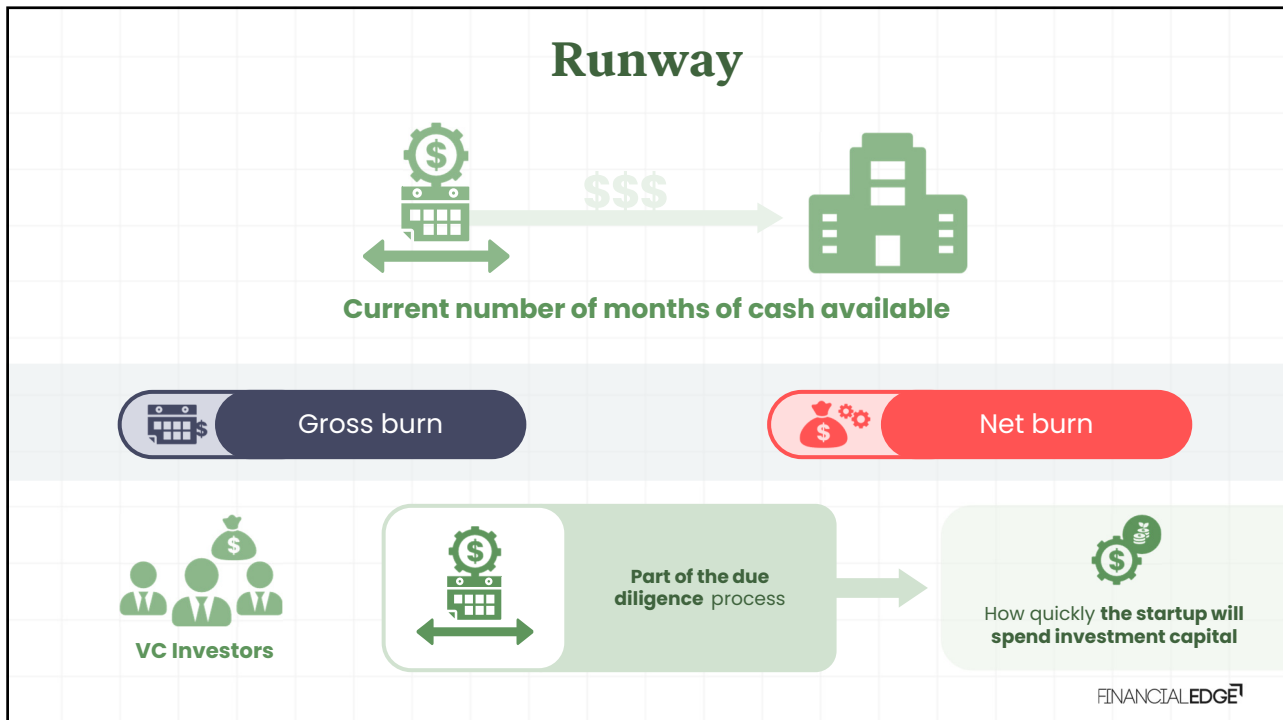 Runway
$
$$$
Current number of months of cash available
$
Gross burn
$
Net burn
$
VC Investors
$
Part of the due
diligence process
$
How quickly the startup will
spend investment capital
FINANCIALEDGE